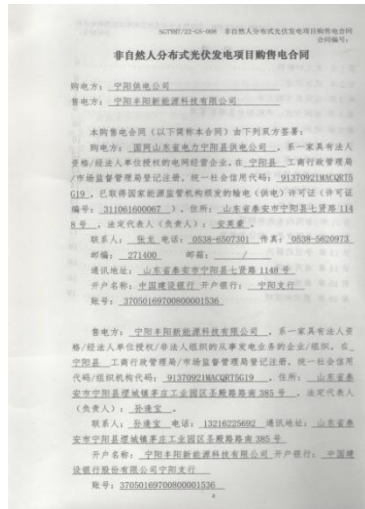 SGTYHT/22-GS-008 非自然人分布式光伏发电项目购售电合同
合同编号:
非自然人分布式光伏发电项目购售电合同
购电方: 宁阳供电公司
售电方: 宁阳丰阳新能源科技有限公司
本购售电合同(以下简称本合同)由下列双方签署:
购电方: 国网山东省电力宁阳县供电公司 ,系一家具有法人
资格/经法人单位授权的电网经营企业,在 宁阳县 工商行政管理局
/市场监督管理局登记注册,统一社会信用代码: 91370921MACQRT5
G19 ,已取得国家能源监管机构颁发的输电(供电)许可证(许可证
编号: 311061600067 ),住所: 山东省泰安市宁阳县七贤路 114
8 号 ,法定代表人(负责人): 安英豪 。
联系人: 张龙 电话: 0538-6507301 传真: 0538-5620973
邮编: 271400 邮箱: /
通讯地址: 山东省泰安市宁阳县七贤路 1148 号
开户名称: 中国建设银行 开户银行: 宁阳支行
账号: 37050169700800001536
售电方: 宁阳丰阳新能源科技有限公司 ,系一家具有法人资
格/经法人单位授权/非法人组织的从事发电业务的企业/组织,在
宁阳县 工商行政管理局/市场监督管理局登记注册,统一社会信用
代码/组织机构代码: 91370921MACQRT5G19 ,住所: 山东省泰
安市宁阳县堽城镇茅庄工业园区圣殿路路南 385 号 ,法定代表人
(负责人): 孙逢宝 。
联系人: 孙逢宝 电话: 13216225692 通讯地址: 山东省泰
安市宁阳县堽城镇茅庄工业园区圣殿路路南 385 号
开户名称: 宁阳丰阳新能源科技有限公司 开户银行: 中国建
设银行股份有限公司宁阳支行
账号: 37050169700800001536